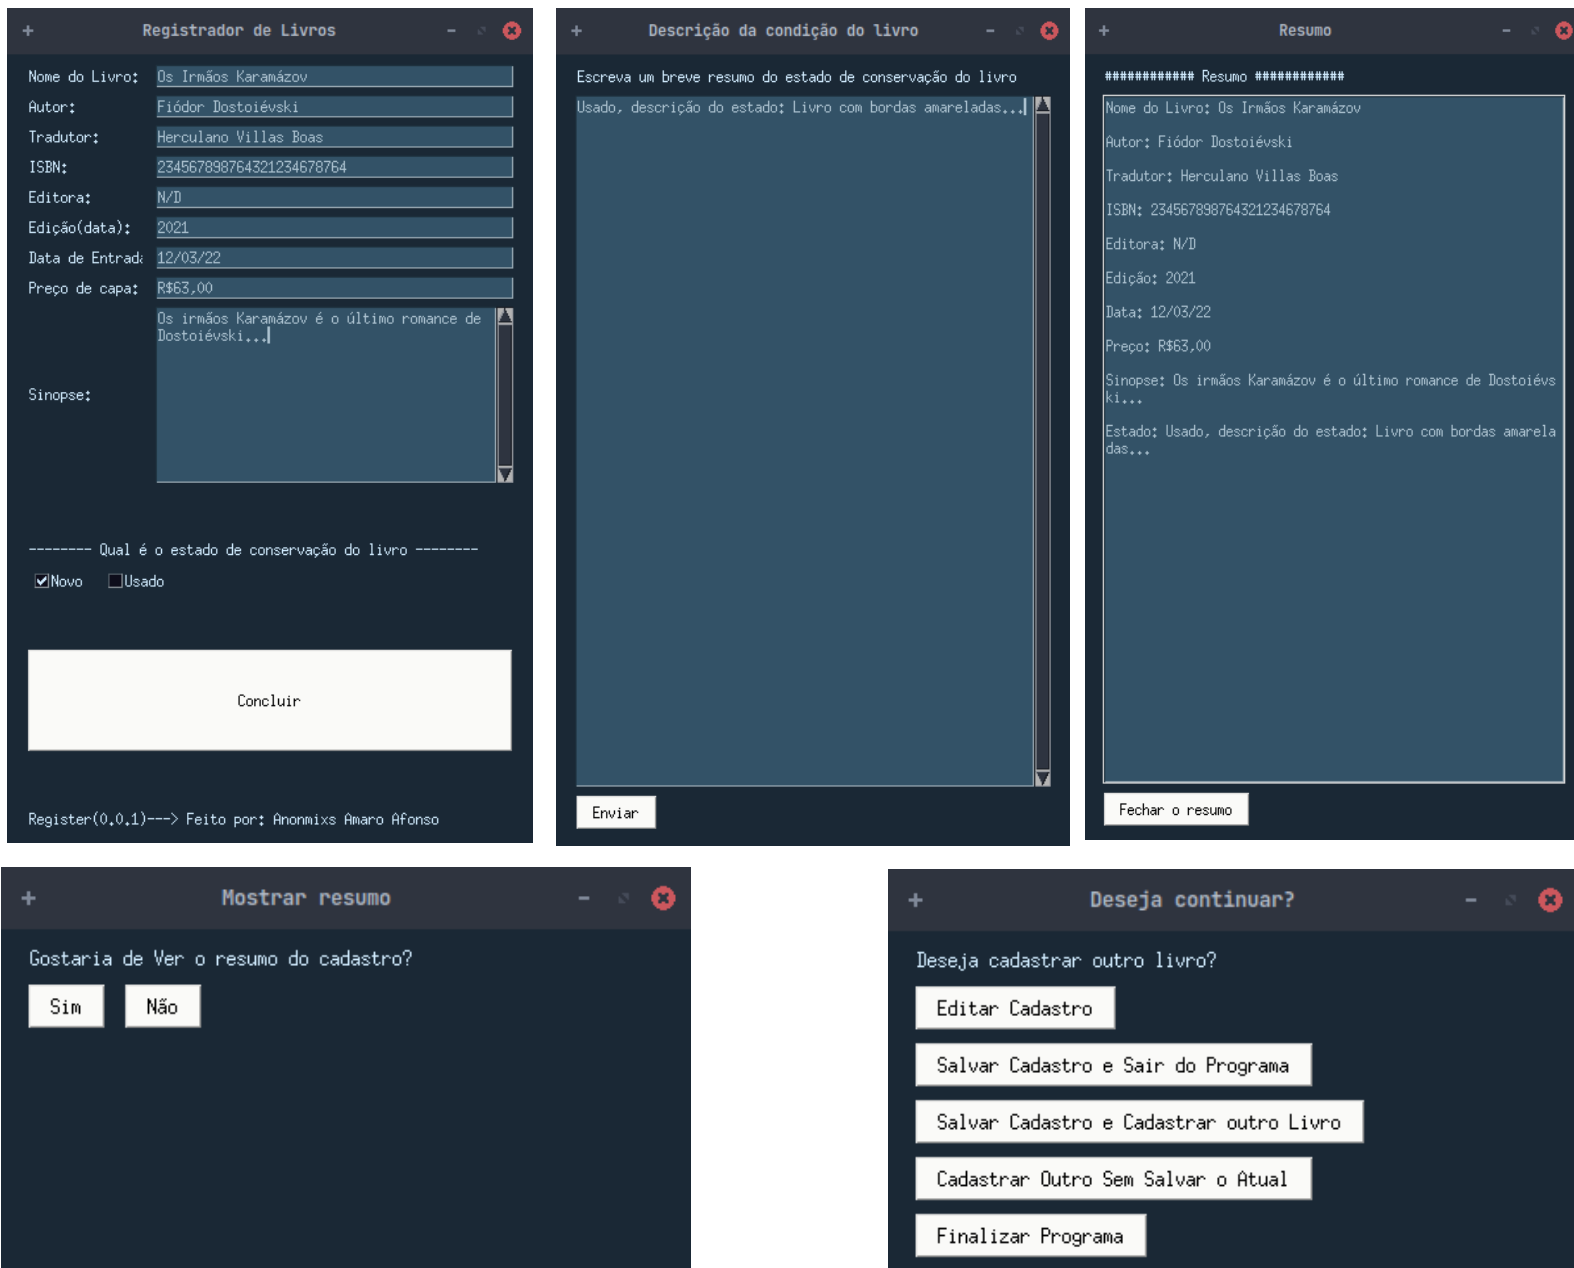 Registrador de Livros
Nome do Livro: Os Irmãos Karamázov
Autor: Fiódor Dostoiévski
Tradutor: Herculano Villas Boas
ISBN: 234567898764321234678764
Editora: N/D
Edição(data): 2021
Data de Entrada 12/03/22
Preço de capa: R$63,00
Os irmãos Karamázov é o último romance de
Dostoiévski...
Sinopse:
-------- Qual é o estado de conservação do livro --------
Novo Usado
Concluir
Register(0.0.1)---> Feito por: Anonmixs Amaro Afonso
Descrição da condição do livro
Escreva um breve resumo do estado de conservação do livro
Usado, descrição do estado: Livro com bordas amareladas...
Enviar
Resumo
############ Resumo ############
Nome do Livro: Os Irmãos Karamázov
Autor: Fiódor Dostoiévski
Tradutor: Herculano Villas Boas
ISBN: 234567898764321234678764
Editora: N/D
Edição: 2021
Data: 12/03/22
Preço: R$63,00
Sinopse: Os irmãos Karamázov é o último romance de Dostoiévs
ki...
Estado: Usado, descrição do estado: Livro com bordas amarela
das...
Fechar o resumo
Mostrar resumo
Gostaria de Ver o resumo do cadastro?
Sim Não
Deseja continuar?
Deseja cadastrar outro livro?
Editar Cadastro
Salvar Cadastro e Sair do Programa
Salvar Cadastro e Cadastrar outro Livro
Cadastrar Outro Sem Salvar o Atual
Finalizar Programa